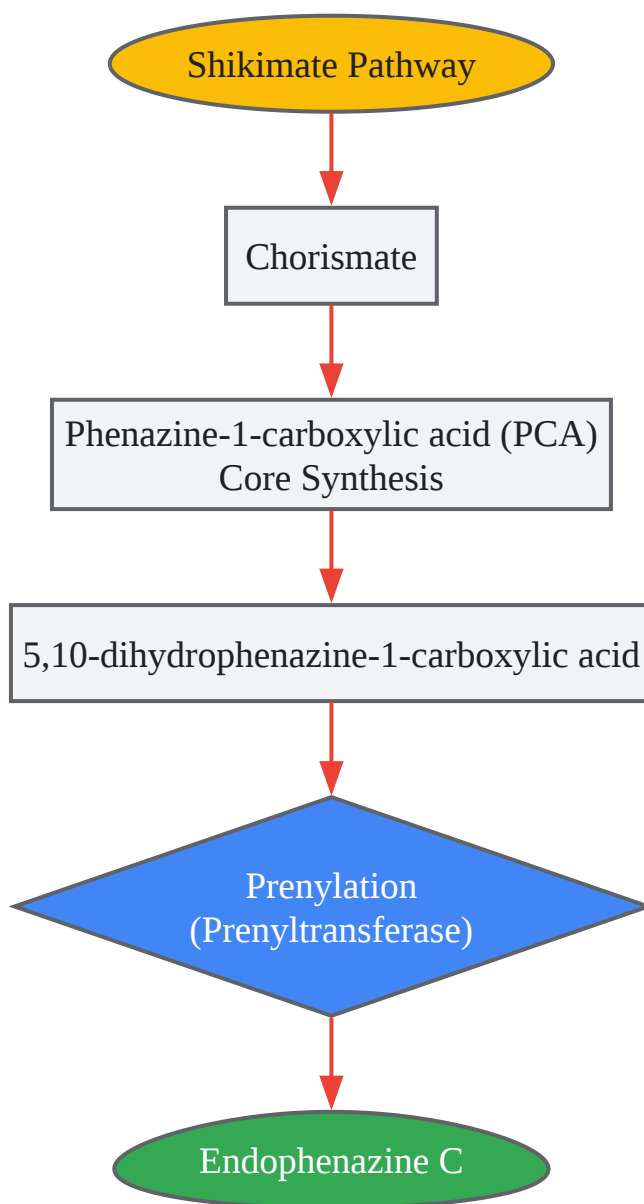 Shikimate Pathway
Chorismate
Phenazine-1-carboxylic acid (PCA)
Core Synthesis
5,10-dihydrophenazine-1-carboxylic acid
Prenylation
(Prenyltransferase)
Endophenazine C